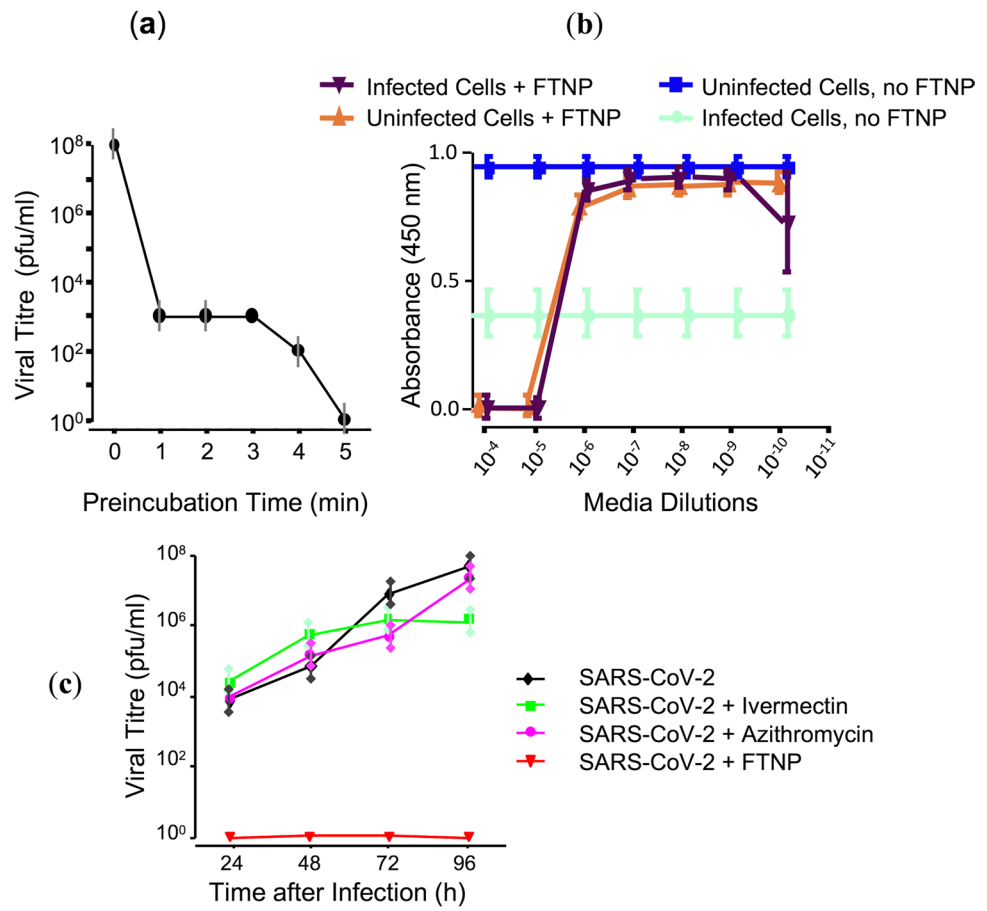 (a)
Viral Titre (pfu/ml)
10⁸
10⁶
10⁴
10²
10⁰
0 1 2 3 4 5
Preincubation Time (min)
(b)
Infected Cells + FTNP
Uninfected Cells, no FTNP
Uninfected Cells + FTNP
Infected Cells, no FTNP
Absorbance (450 nm)
1.0
0.5
0.0
10⁻⁴ 10⁻⁵ 10⁻⁶ 10⁻⁷ 10⁻⁸ 10⁻⁹ 10⁻¹⁰ 10⁻¹¹
Media Dilutions
(c)
Viral Titre (pfu/ml)
10⁸
10⁶
10⁴
10²
10⁰
24 48 72 96
Time after Infection (h)
SARS-CoV-2
SARS-CoV-2 + Ivermectin
SARS-CoV-2 + Azithromycin
SARS-CoV-2 + FTNP